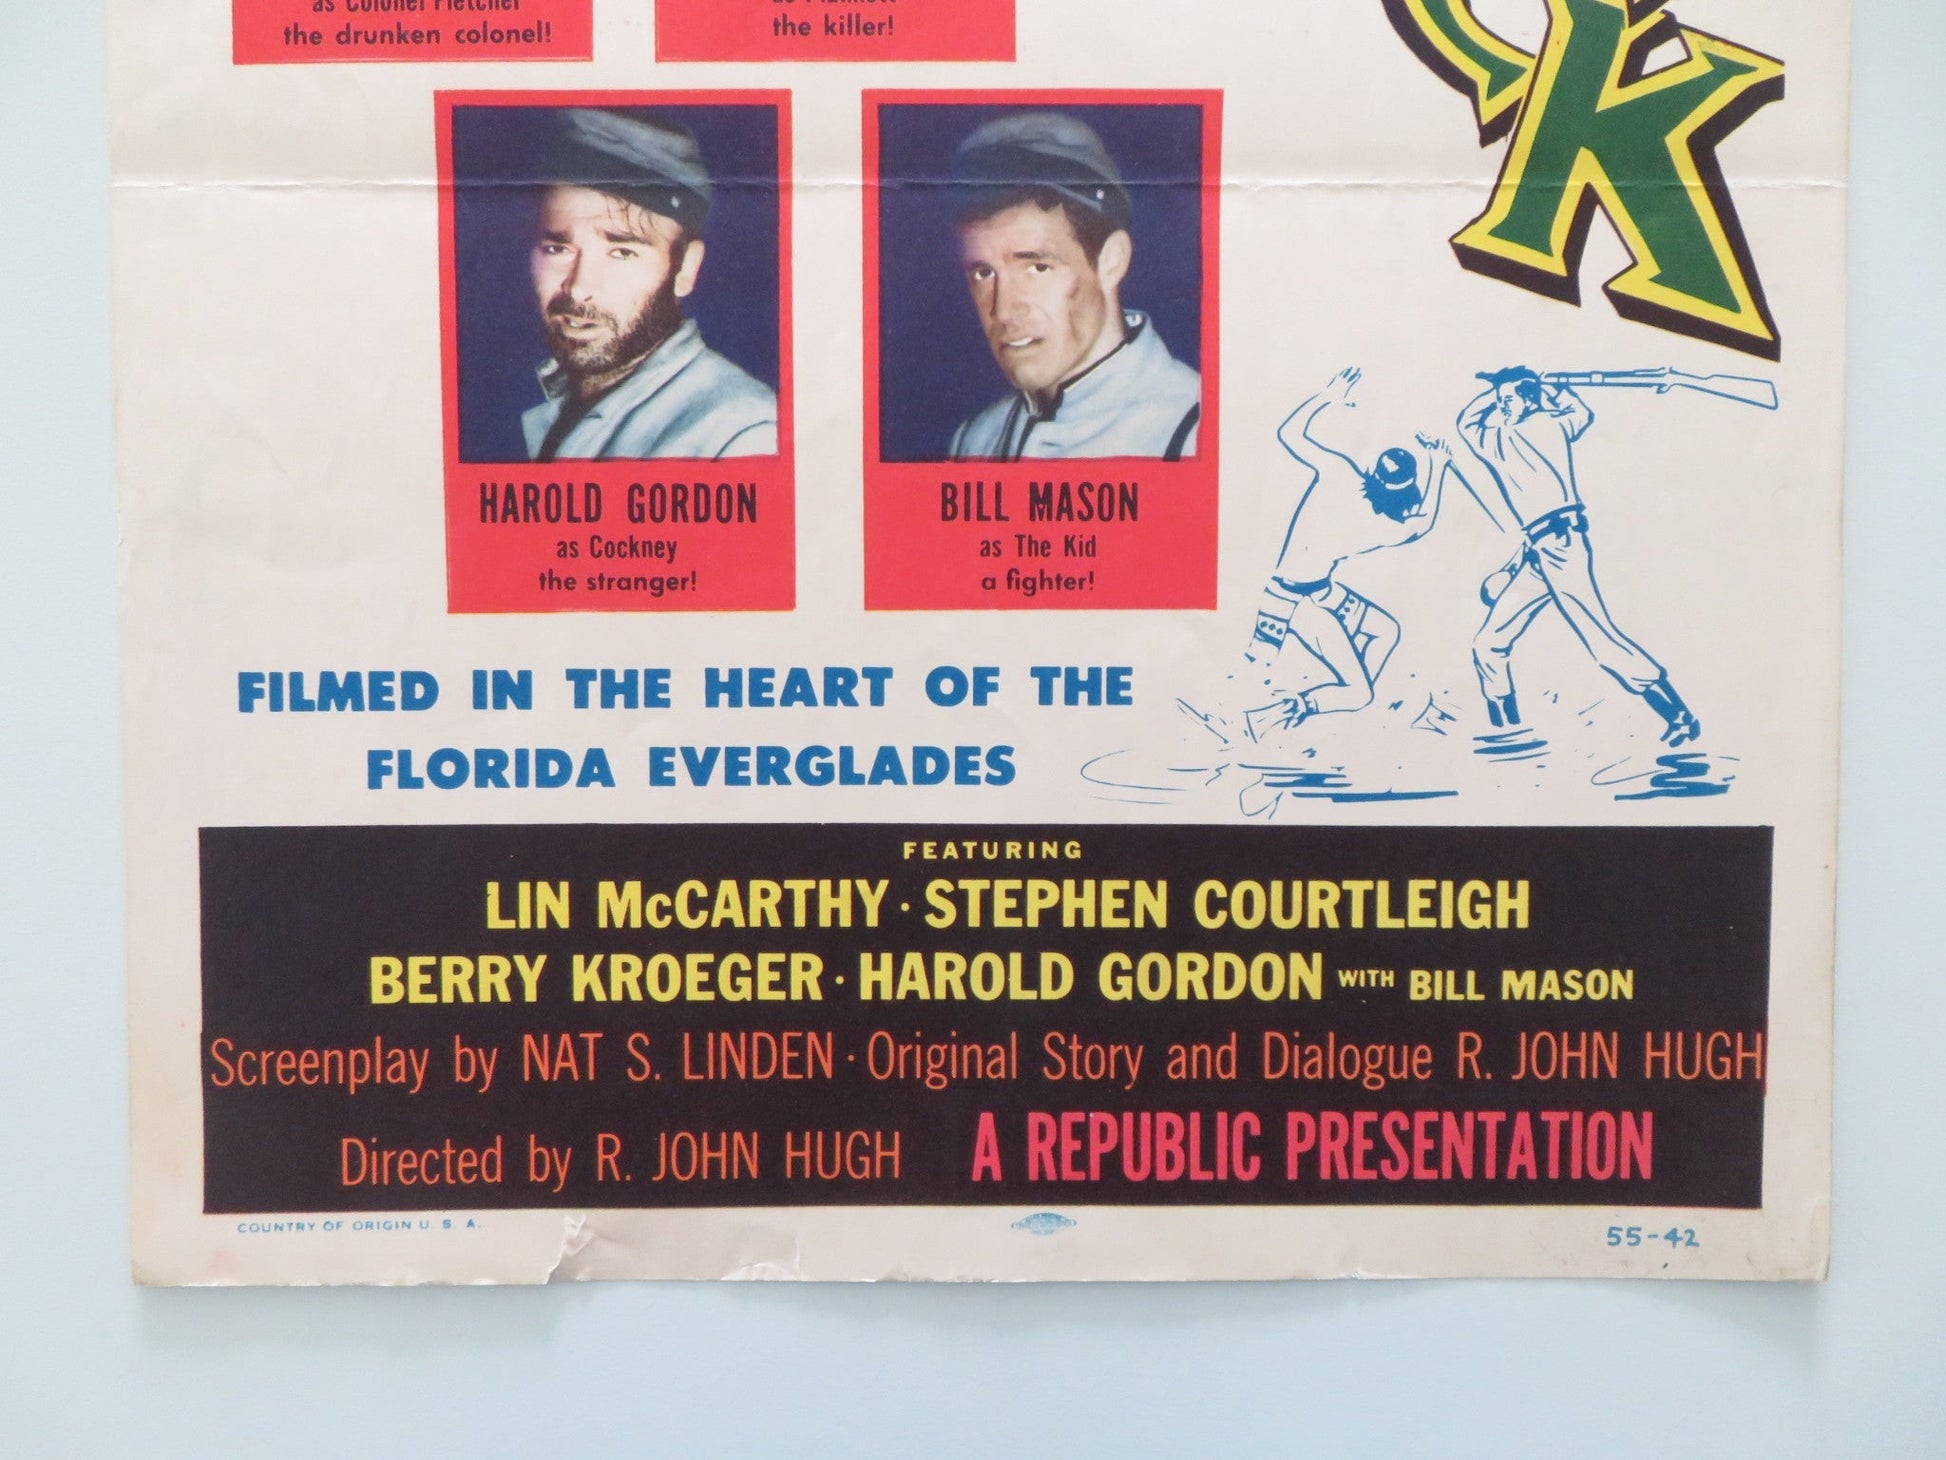 as Colonel Fletcher
the drunken colonel!
the killer!
K
HAROLD GORDON
as Cockney
the stranger!
BILL MASON
as The Kid
a fighter!
FILMED IN THE HEART OF THE
FLORIDA EVERGLADES
FEATURING
LIN McCARTHY · STEPHEN COURTLEIGH
BERRY KROEGER · HAROLD GORDON WITH BILL MASON
Screenplay by NAT S. LINDEN · Original Story and Dialogue R. JOHN HUGH
Directed by R. JOHN HUGH A REPUBLIC PRESENTATION
COUNTRY OF ORIGIN U. S. A.
55-42